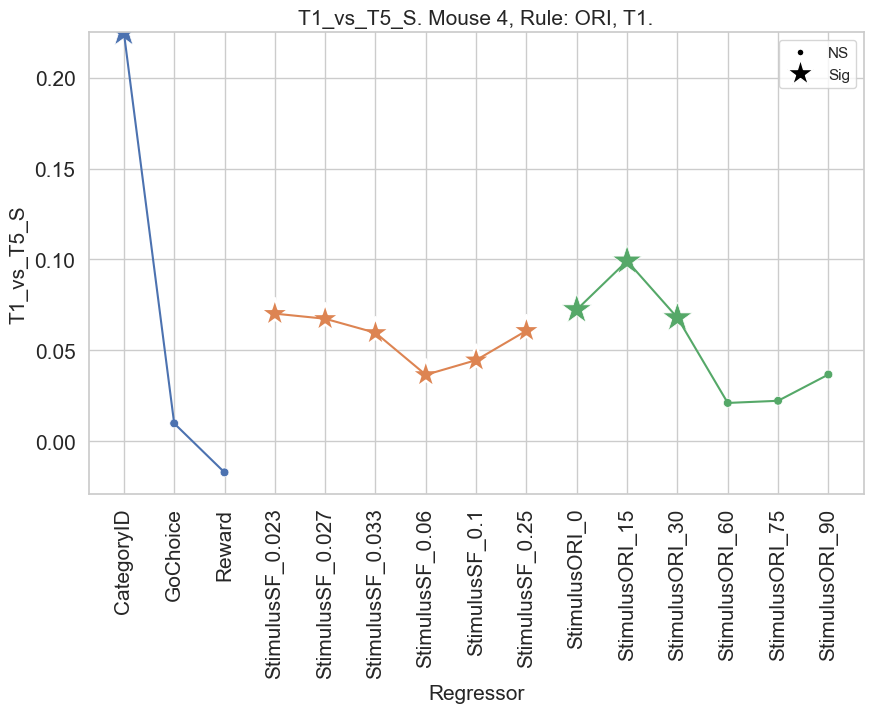 T1_vs_T5_S. Mouse 4, Rule: ORI, T1.
NS
Sig
T1_vs_T5_S
0.20
0.15
0.10
0.05
0.00
CategoryID
GoChoice
Reward
StimulusSF_0.023
StimulusSF_0.027
StimulusSF_0.033
StimulusSF_0.06
StimulusSF_0.1
StimulusSF_0.25
StimulusORI_0
StimulusORI_15
StimulusORI_30
StimulusORI_60
StimulusORI_75
StimulusORI_90
Regressor